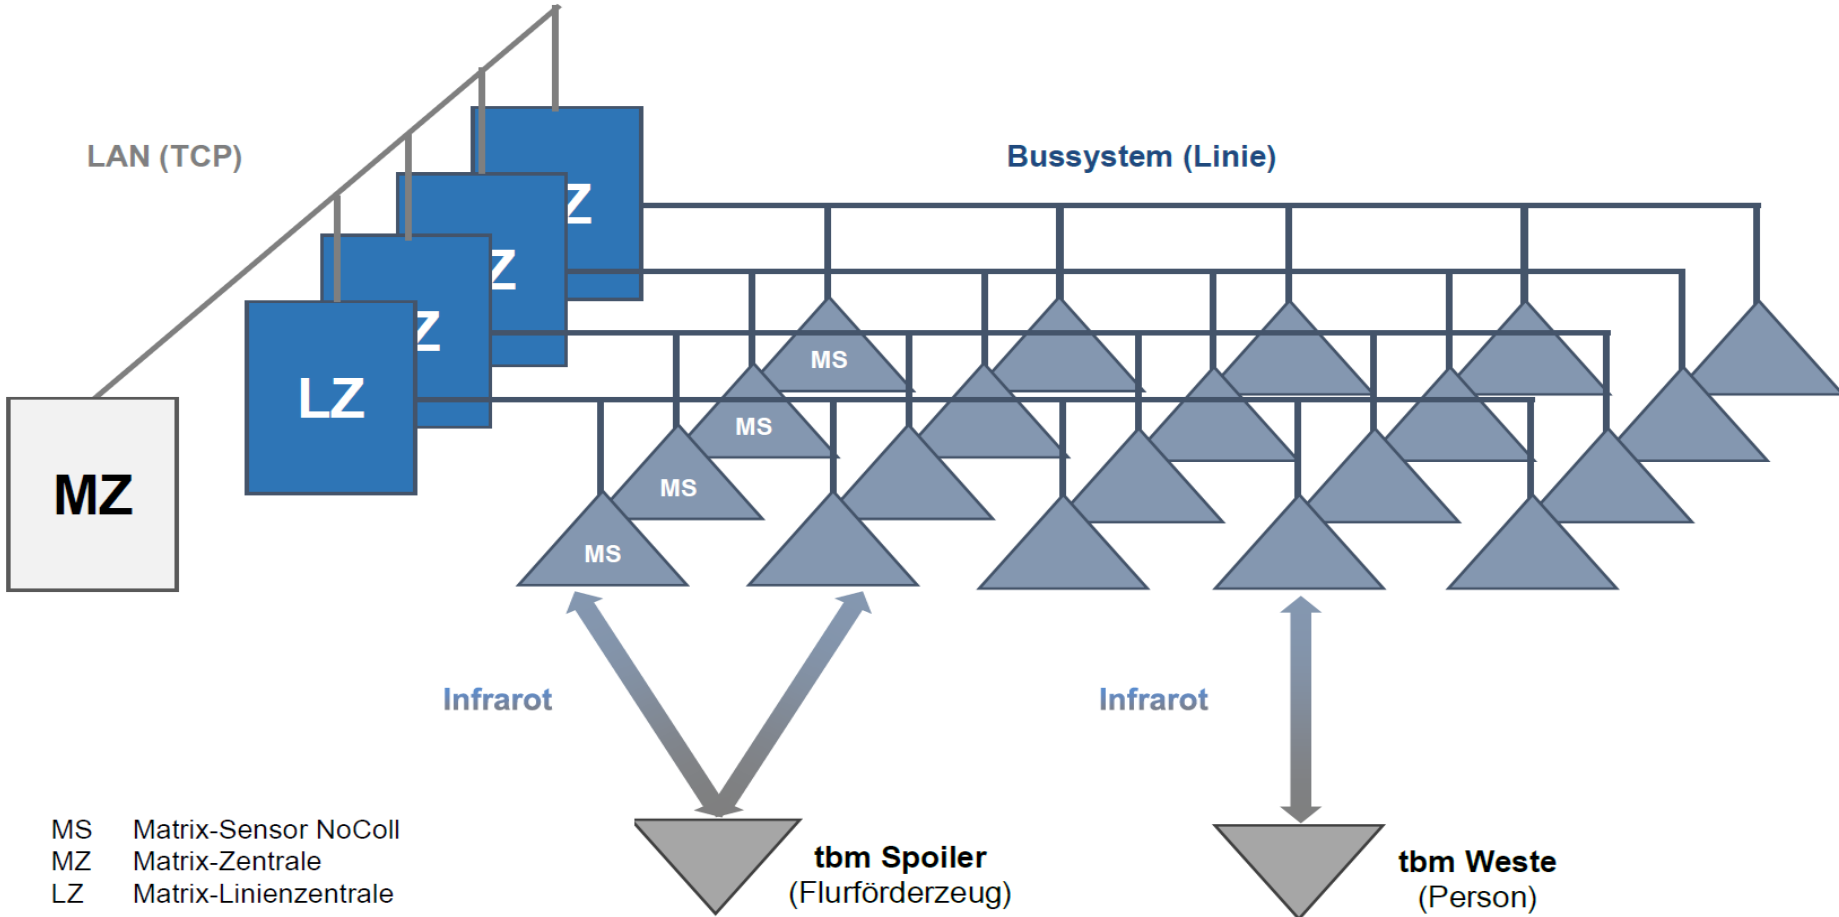 LAN (TCP)
Bussystem (Linie)
Z
Z
Z
LZ
MZ
MS
MS
MS
MS
Infrarot
Infrarot
MS Matrix-Sensor NoColl
MZ Matrix-Zentrale
LZ Matrix-Linienzentrale
tbm Spoiler
(Flurförderzeug)
tbm Weste
(Person)